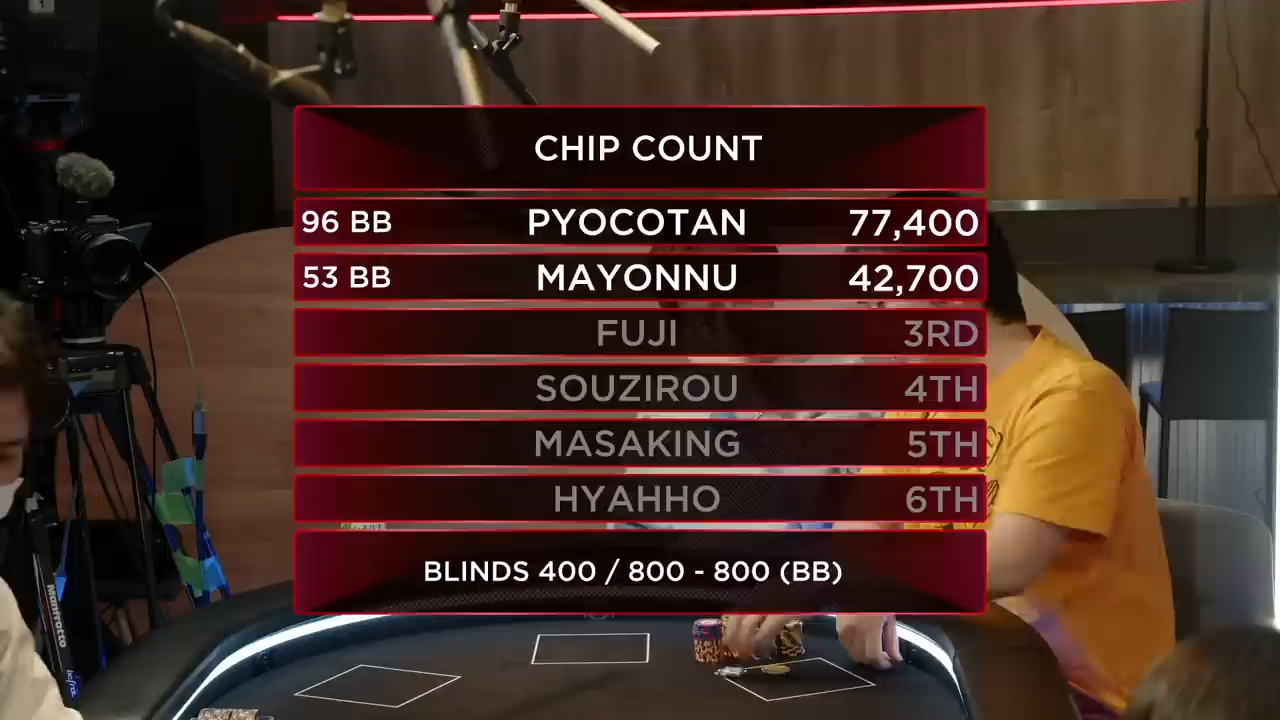 CHIP COUNT
96 BB PYOCOTAN 77,400
53 BB MAYONNU 42,700
FUJI 3RD
SOUZIROU 4TH
MASAKING 5TH
HYAHHO 6TH
BLINDS 400 / 800 - 800 (BB)
Manfrotto